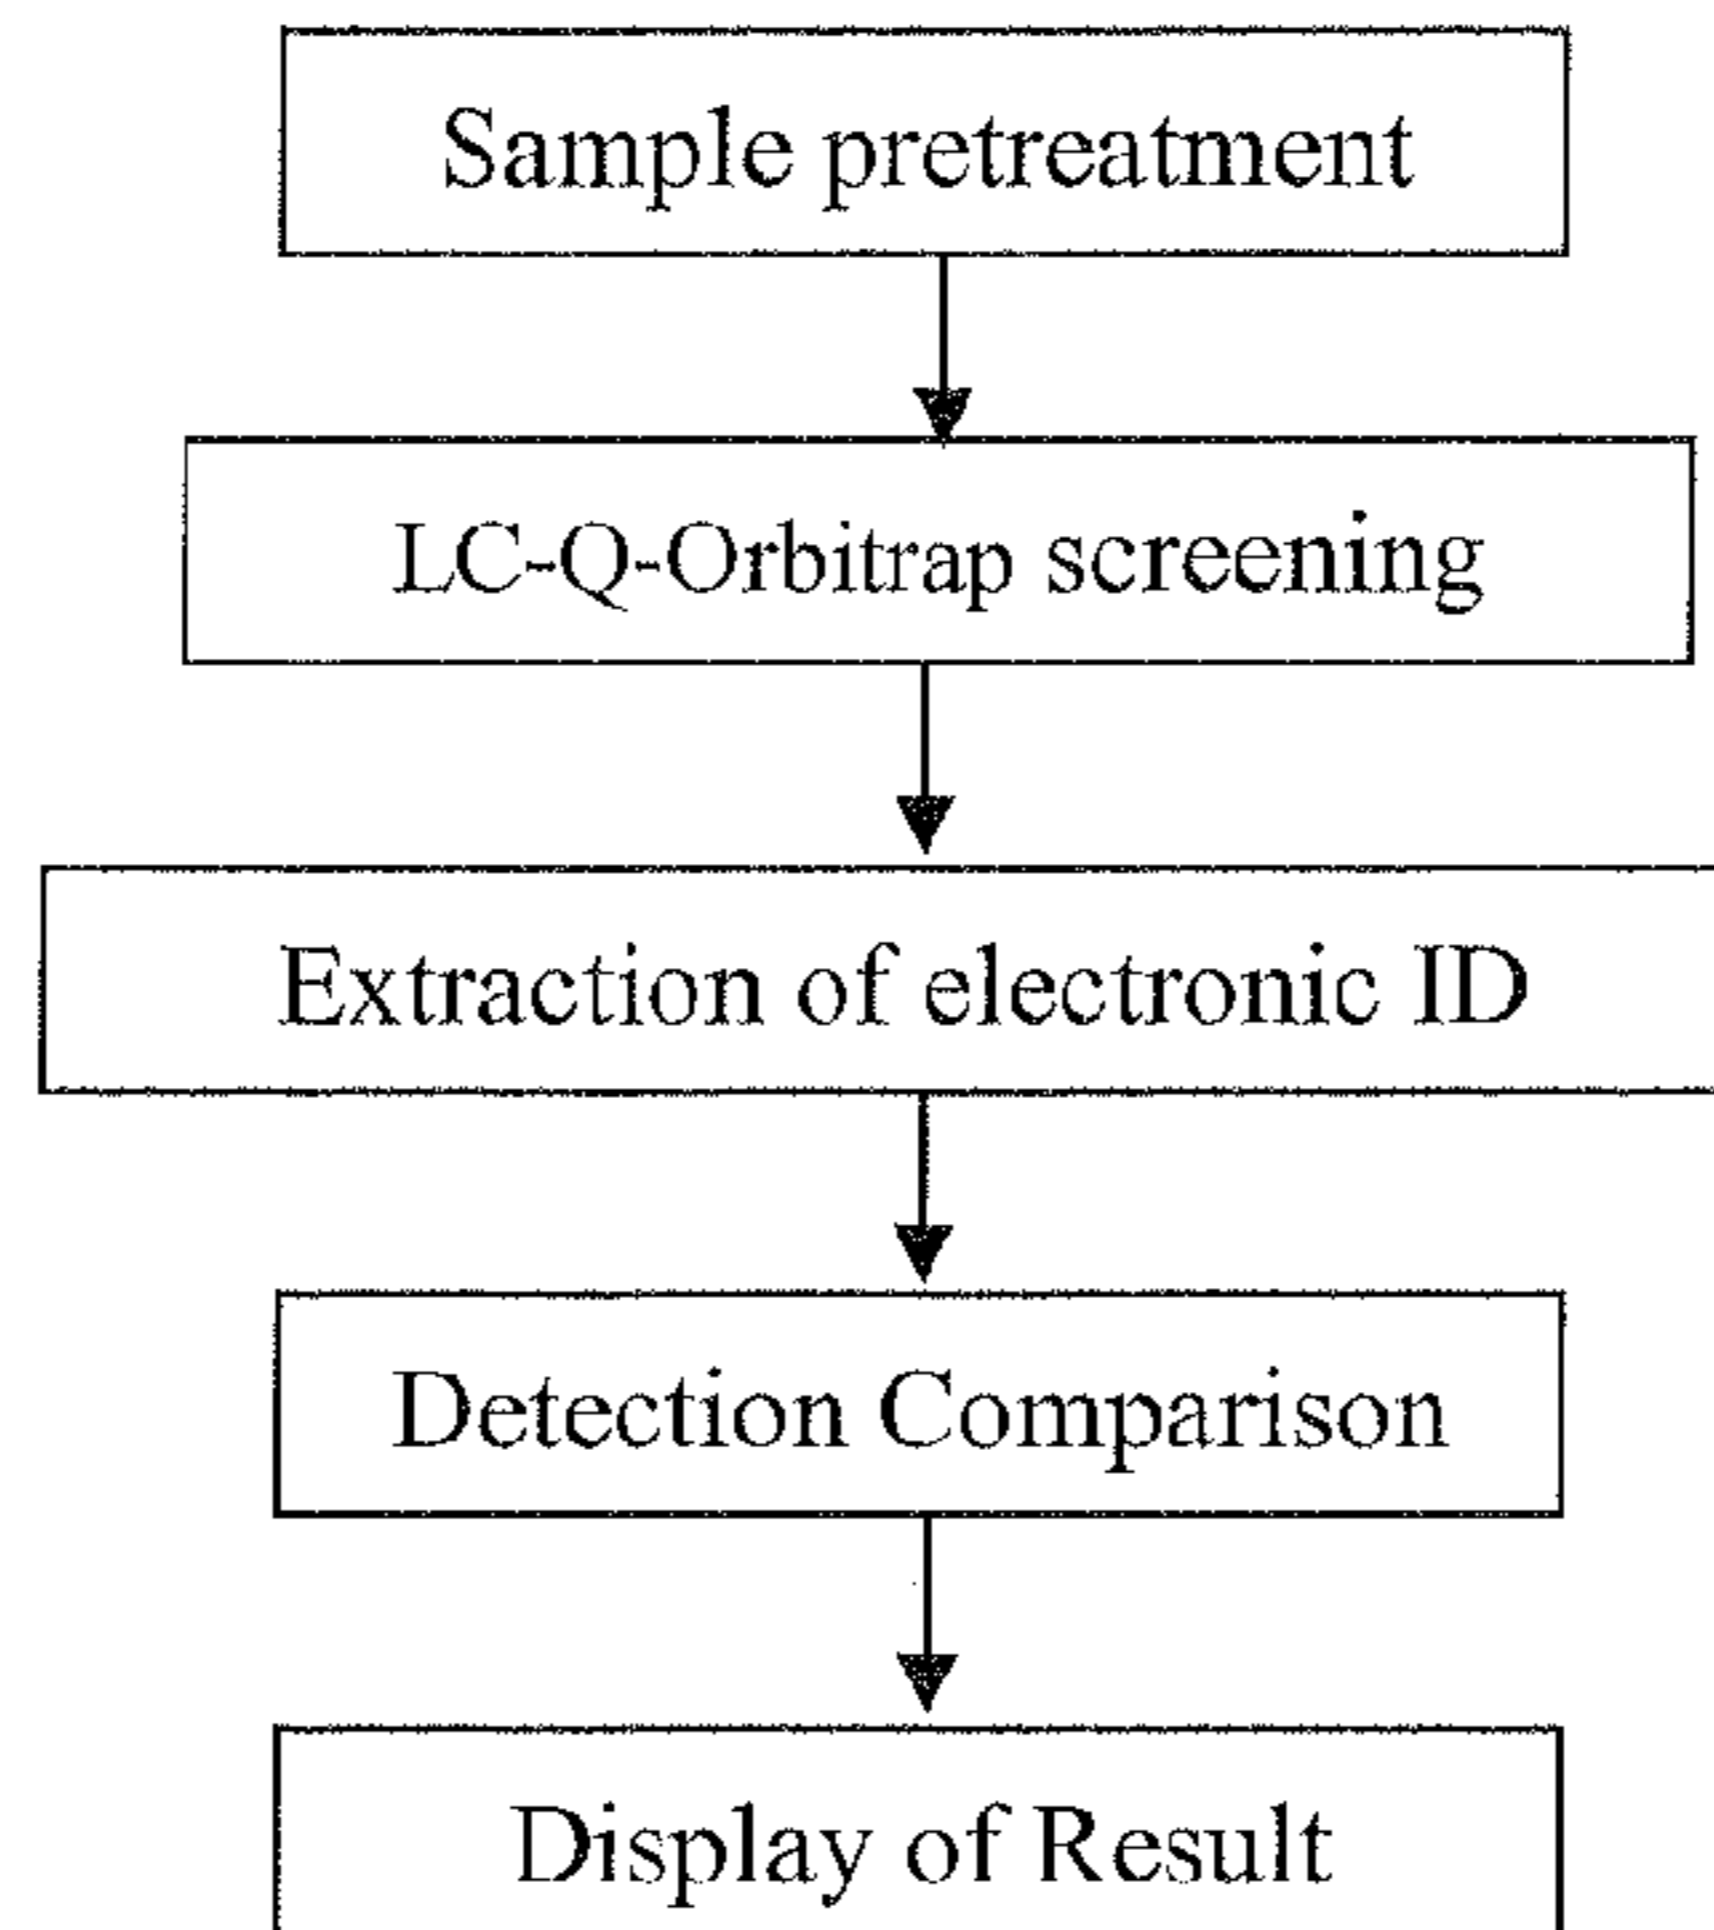 Sample pretreatment
LC-Q-Orbitrap screening
Extraction of electronic ID
Detection Comparison
Display of Result